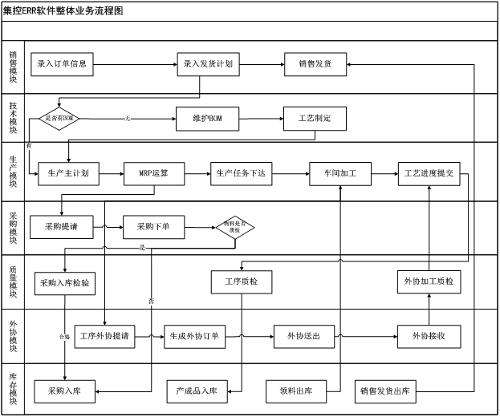 集控ERR软件整体业务流程图
销售模块
录入订单信息
录入发货计划
销售发货
技术模块
是否有BOM
无
维护BOM
工艺制定
有
生产模块
生产主计划
MRP运算
生产任务下达
车间加工
工艺进度提交
采购模块
采购提请
采购下单
物料是否
质检
是
质量模块
采购入库检验
工序质检
外协加工质检
否
外协模块
合格
工序外协提请
生成外协订单
外协送出
外协接收
库存模块
采购入库
产成品入库
领料出库
销售发货出库